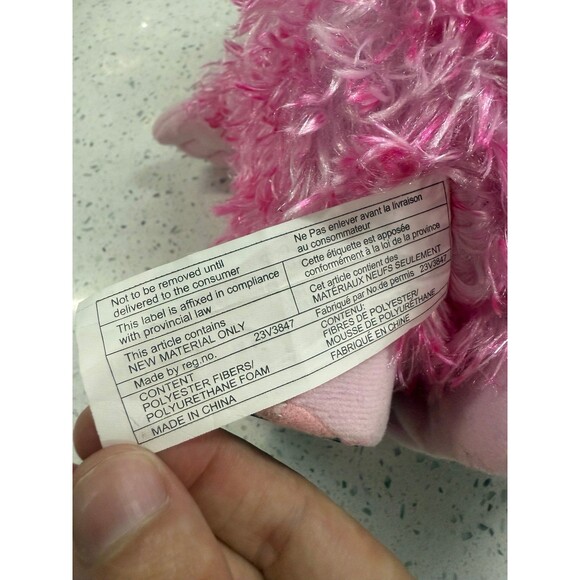 Not to be removed until
delivered to the consumer
This label is affixed in compliance
with provincial law
This article contains
NEW MATERIAL ONLY
Made by reg.no. 23V3847
CONTENT
POLYESTER FIBERS/
POLYURETHANE FOAM
MADE IN CHINA
Ne Pas enlever avant la livraison
au consommateur
Cette étiquette est apposée
conformément à la loi de la province
Cet article contient des
MATÉRIAUX NEUFS SEULEMENT
Fabriqué par No.de permis 23V3847
CONTENU:
FIBRES DE POLYESTER/
MOUSSE DE POLYURÉTHANE
FABRIQUÉ EN CHINE